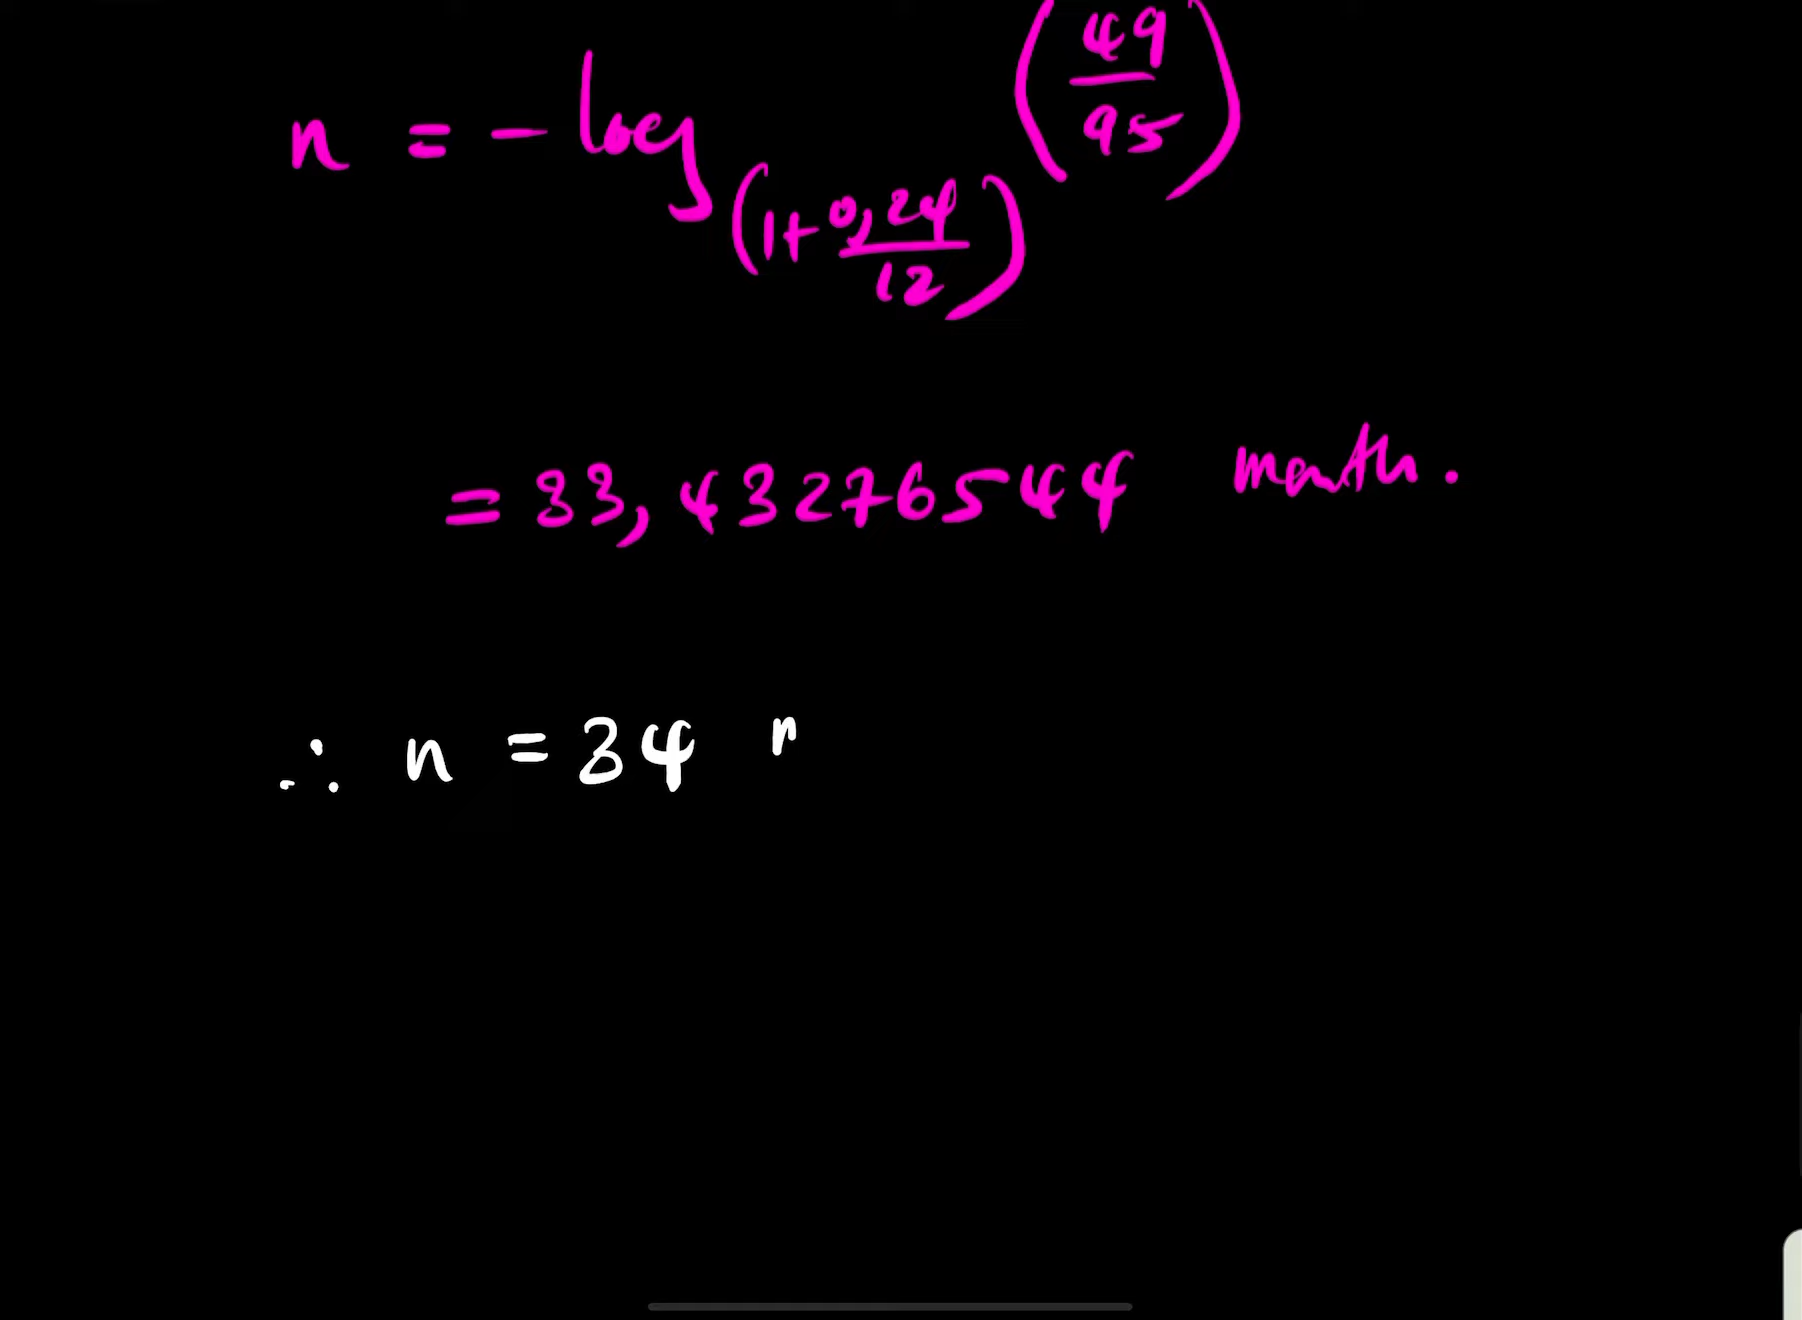 n = - log_(1+0,24/12) (49/95)
= 33,43276544 month.
∴ n = 34